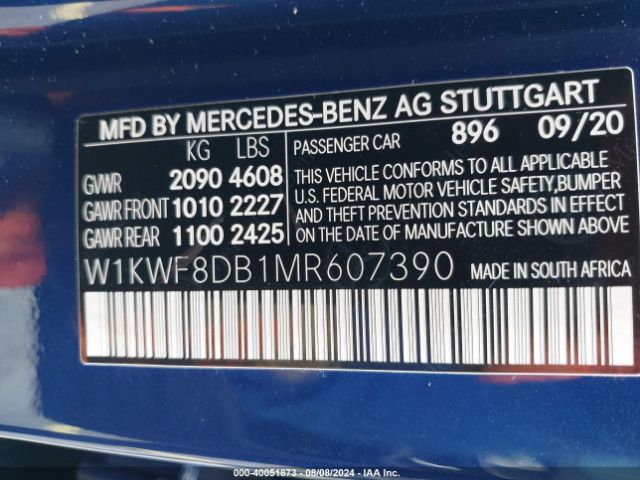 MFD BY MERCEDES-BENZ AG STUTTGART
KG LBS PASSENGER CAR 896 09/20
GVWR 2090 4608
GAWR FRONT 1010 2227
GAWR REAR 1100 2425
THIS VEHICLE CONFORMS TO ALL APPLICABLE
U.S. FEDERAL MOTOR VEHICLE SAFETY,BUMPER
AND THEFT PREVENTION STANDARDS IN EFFECT
ON THE DATE OF MANUFACTURE SHOWN ABOVE
W1KWF8DB1MR607390 MADE IN SOUTH AFRICA
DVN - 40051873 - 08/08/2024 - IAA Inc.